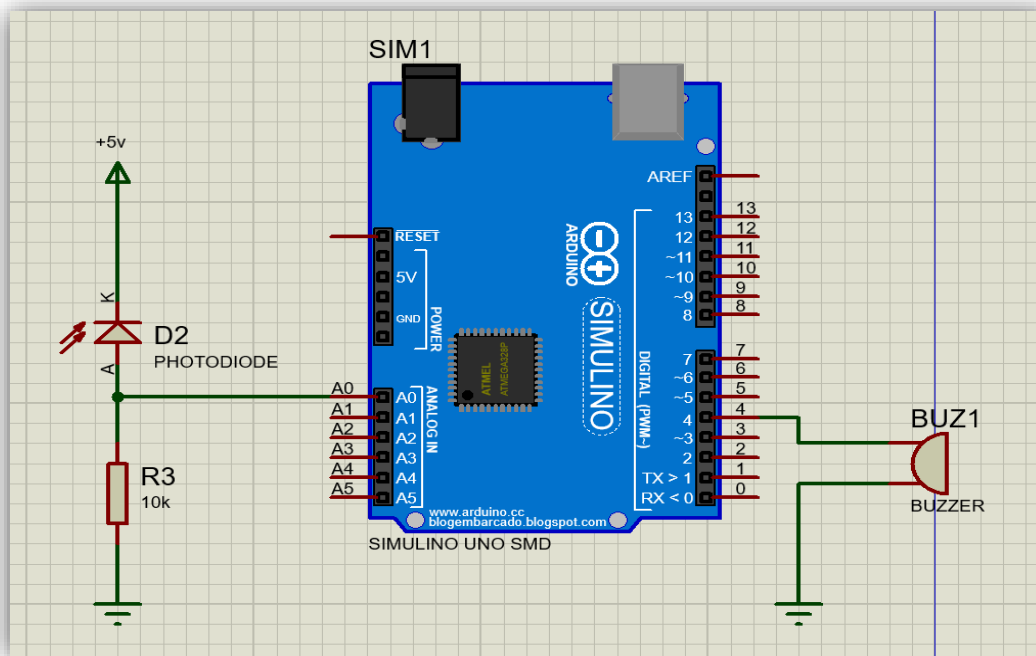 SIM1
+5v
K
D2
PHOTODIODE
A
R3
10k
RESET
5V
GND
POWER
A0
A1
A2
A3
A4
A5
A0
A1
A2
A3
A4
A5
ANALOG IN
ATMEL
ATMEGA328P
ARDUINO
SIMULINO
AREF
13
12
~11
~10
~9
8
7
~6
~5
4
~3
2
TX > 1
RX < 0
DIGITAL (PWM~)
13
12
11
10
9
8
7
6
5
4
3
2
1
0
www.arduino.cc
blogembarcado.blogspot.com
SIMULINO UNO SMD
BUZ1
BUZZER